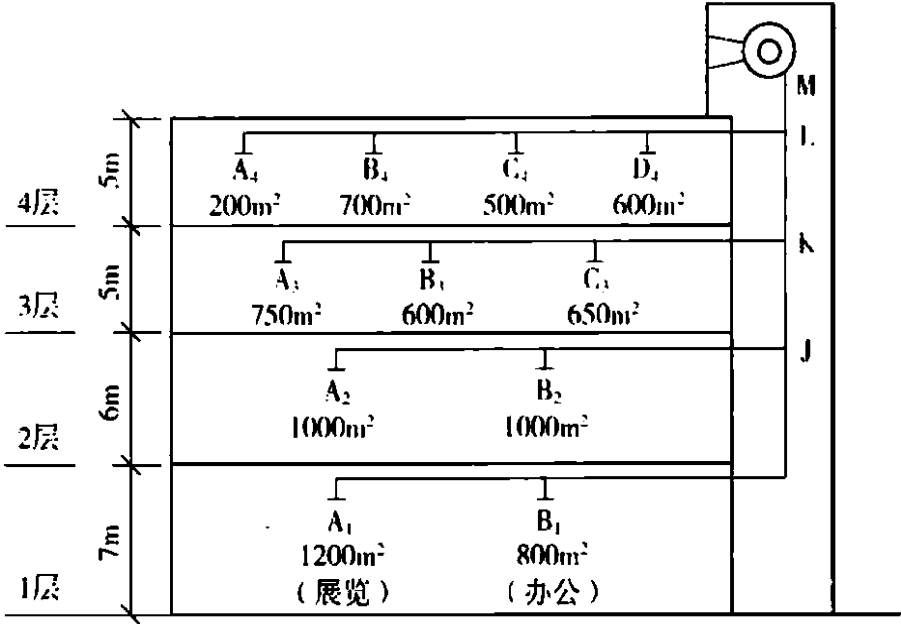 M
5m
L
A₄ B₄ C₄ D₄
4层
200m² 700m² 500m² 600m²
5m
K
A₃ B₃ C₃
3层
750m² 600m² 650m²
6m
J
A₂ B₂
1000m² 1000m²
2层
7m
A₁ B₁
1200m² 800m²
1层
(展览) (办公)